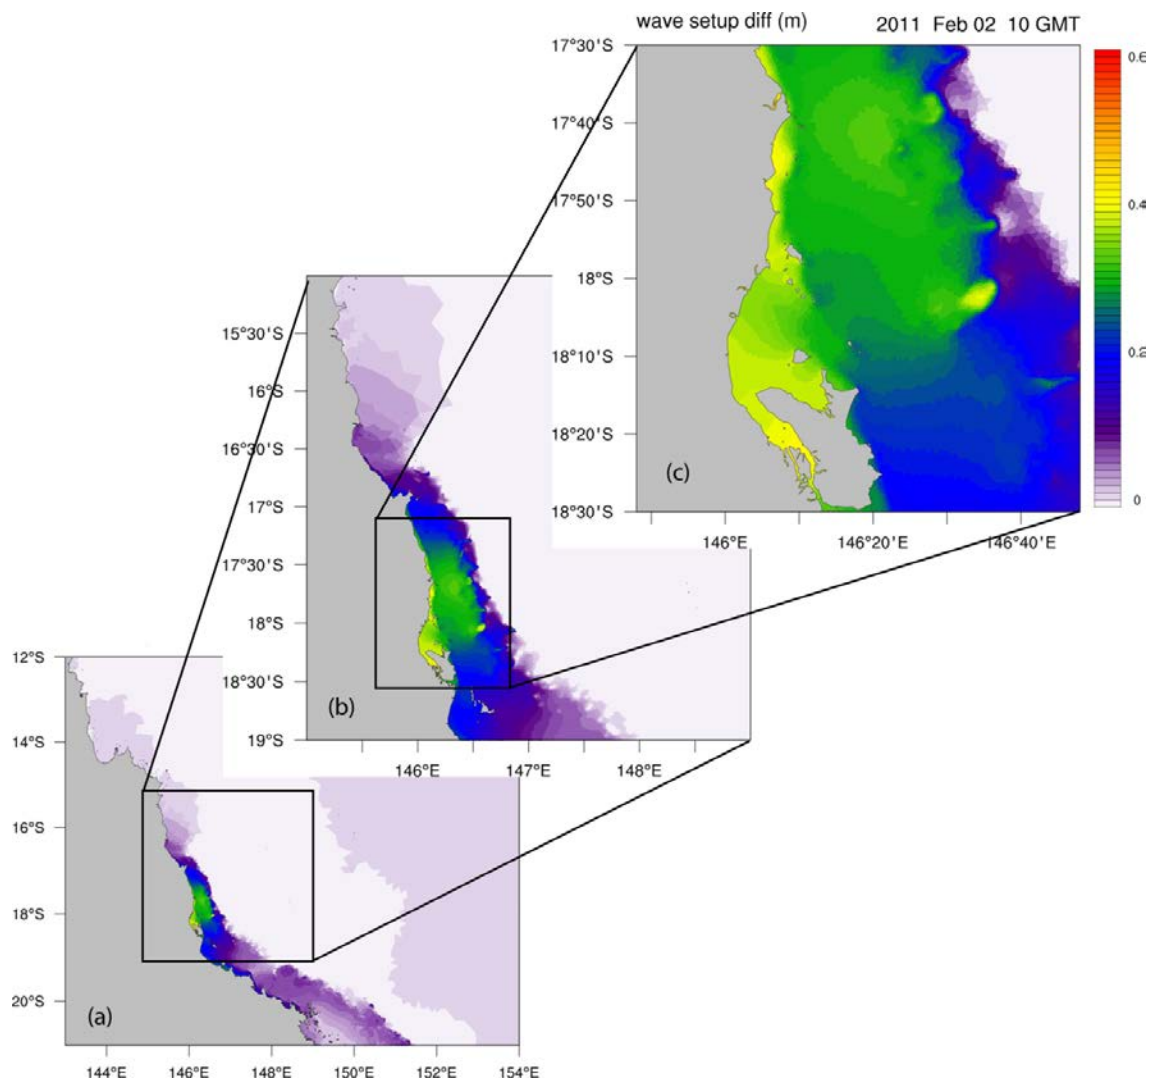 wave setup diff (m) 2011 Feb 02 10 GMT
17°30'S
17°40'S
17°50'S
18°S
18°10'S
18°20'S
18°30'S
146°E 146°20'E 146°40'E
0.6
0.4
0.2
0
(c)
15°30'S
16°S
16°30'S
17°S
17°30'S
18°S
18°30'S
19°S
146°E 147°E 148°E
(b)
12°S
14°S
16°S
18°S
20°S
144°E 146°E 148°E 150°E 152°E 154°E
(a)